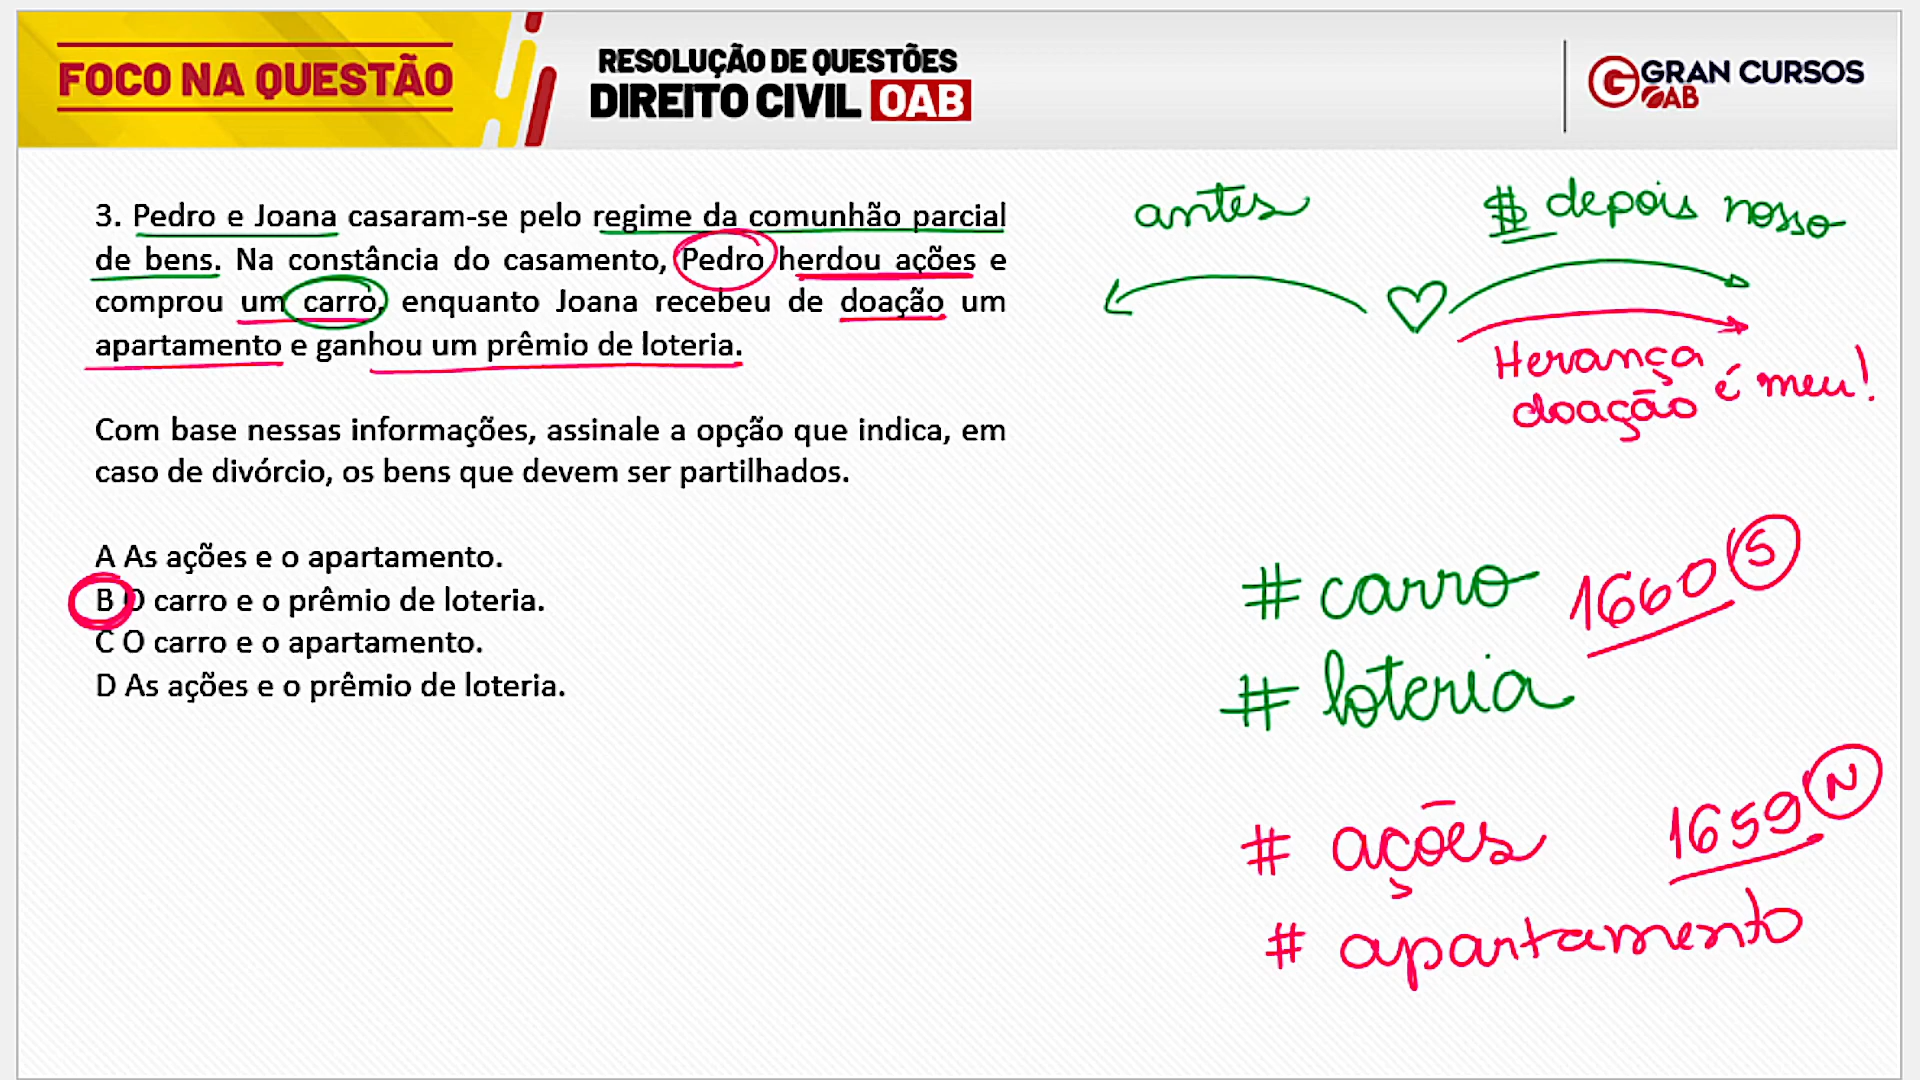 FOCO NA QUESTÃO
RESOLUÇÃO DE QUESTÕES
DIREITO CIVIL OAB
GRAN CURSOS
OAB
3. Pedro e Joana casaram-se pelo regime da comunhão parcial
de bens. Na constância do casamento, Pedro herdou ações e
comprou um carro, enquanto Joana recebeu de doação um
apartamento e ganhou um prêmio de loteria.
Com base nessas informações, assinale a opção que indica, em
caso de divórcio, os bens que devem ser partilhados.
A As ações e o apartamento.
B O carro e o prêmio de loteria.
C O carro e o apartamento.
D As ações e o prêmio de loteria.
antes
$ depois nosso
Herança
doação é meu!
# carro 1660 S
# loteria
# ações 1659 N
# apartamento